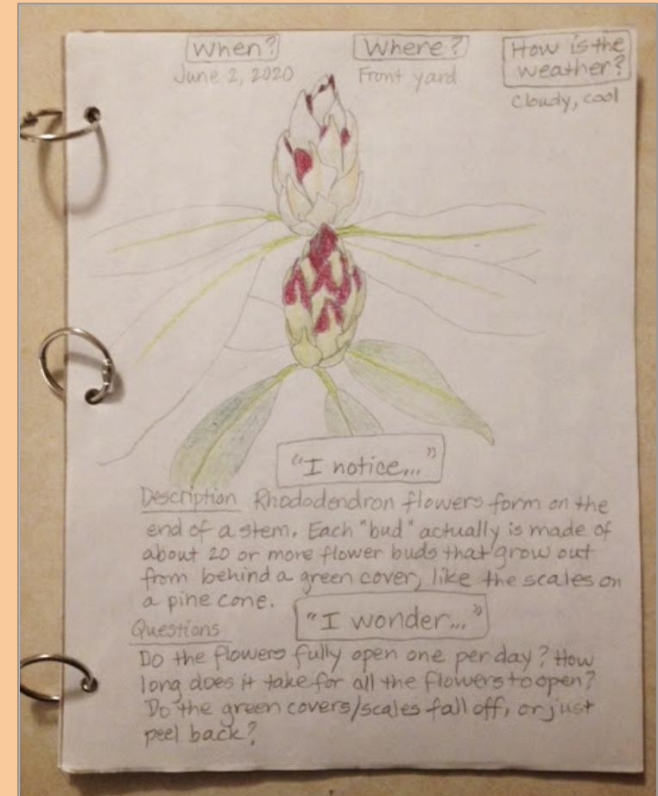 When?
Where?
How is the
weather?
June 2, 2020
Front yard
Cloudy, cool
"I notice..."
Description Rhododendron flowers form on the
end of a stem. Each "bud" actually is made of
about 20 or more flower buds that grow out
from behind a green cover, like the scales on
a pine cone.
"I wonder..."
Questions
Do the flowers fully open one per day? How
long does it take for all the flowers to open?
Do the green covers/scales fall off, or just
peel back?